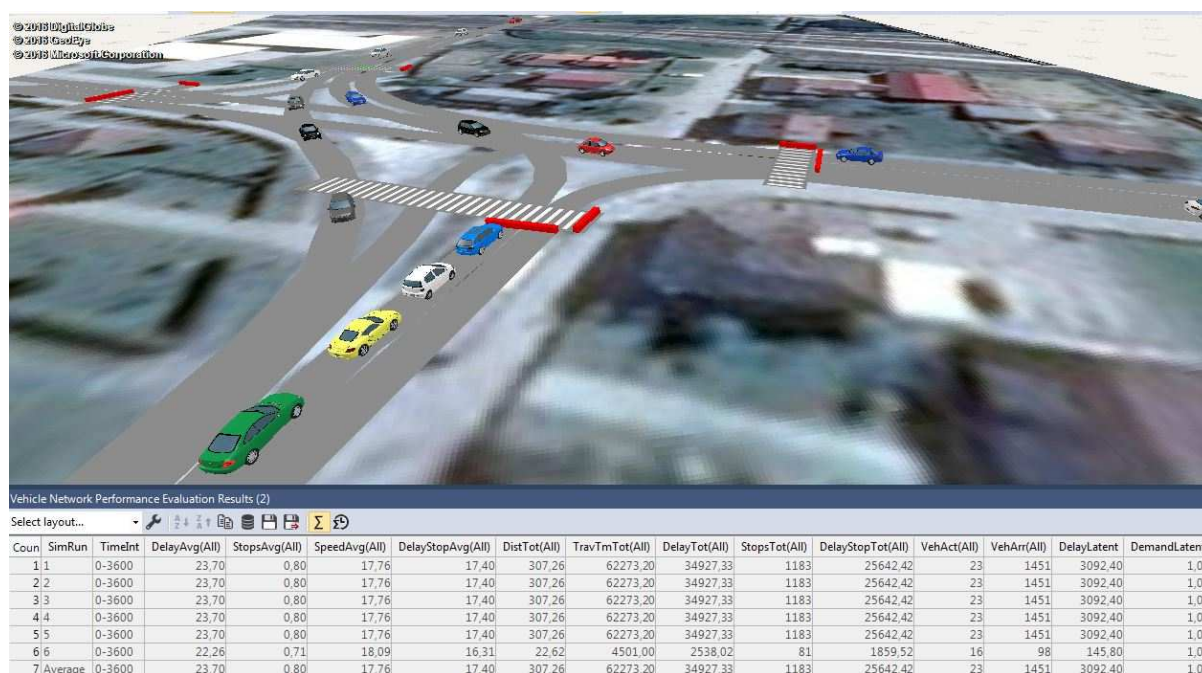 © 2016 DigitalGlobe
© 2016 GeoEye
© 2016 Microsoft Corporation
Vehicle Network Performance Evaluation Results (2)
Select layout...
Coun SimRun TimeInt DelayAvg(All) StopsAvg(All) SpeedAvg(All) DelayStopAvg(All) DistTot(All) TravTmTot(All) DelayTot(All) StopsTot(All) DelayStopTot(All) VehAct(All) VehArr(All) DelayLatent DemandLatent
1 1 0-3600 23,70 0,80 17,76 17,40 307,26 62273,20 34927,33 1183 25642,42 23 1451 3092,40 1,0
2 2 0-3600 23,70 0,80 17,76 17,40 307,26 62273,20 34927,33 1183 25642,42 23 1451 3092,40 1,0
3 3 0-3600 23,70 0,80 17,76 17,40 307,26 62273,20 34927,33 1183 25642,42 23 1451 3092,40 1,0
4 4 0-3600 23,70 0,80 17,76 17,40 307,26 62273,20 34927,33 1183 25642,42 23 1451 3092,40 1,0
5 5 0-3600 23,70 0,80 17,76 17,40 307,26 62273,20 34927,33 1183 25642,42 23 1451 3092,40 1,0
6 6 0-3600 22,26 0,71 18,09 16,31 22,62 4501,00 2538,02 81 1859,52 16 98 145,80 1,0
7 Average 0-3600 23,70 0,80 17,76 17,40 307,26 62273,20 34927,33 1183 25642,42 23 1451 3092,40 1,0